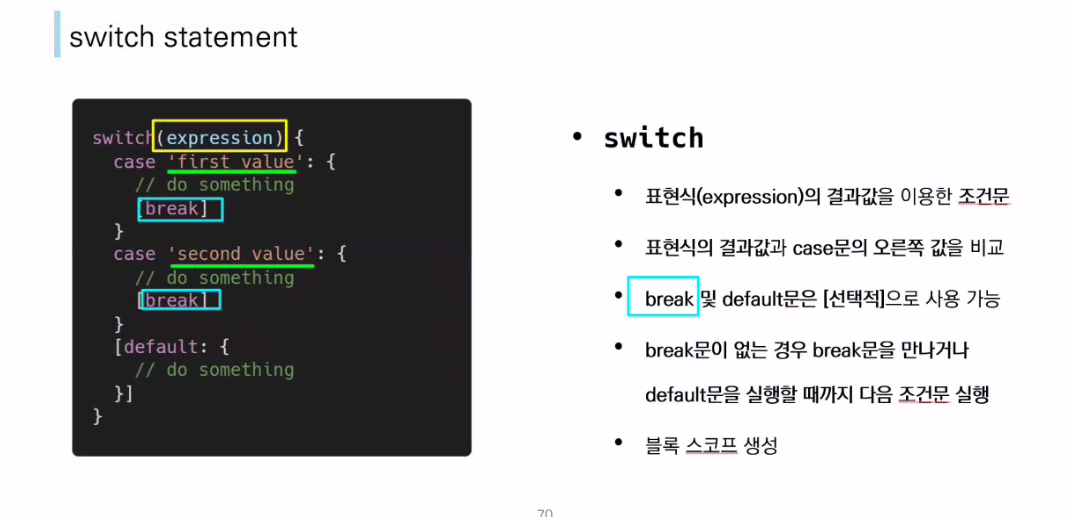 switch statement
switch(expression) {
case 'first value': {
// do something
[break]
}
case 'second value': {
// do something
[break]
}
[default: {
// do something
}]
}
• switch
• 표현식(expression)의 결과값을 이용한 조건문
• 표현식의 결과값과 case문의 오른쪽 값을 비교
• break 및 default문은 [선택적]으로 사용 가능
• break문이 없는 경우 break문을 만나거나
default문을 실행할 때까지 다음 조건문 실행
• 블록 스코프 생성
70